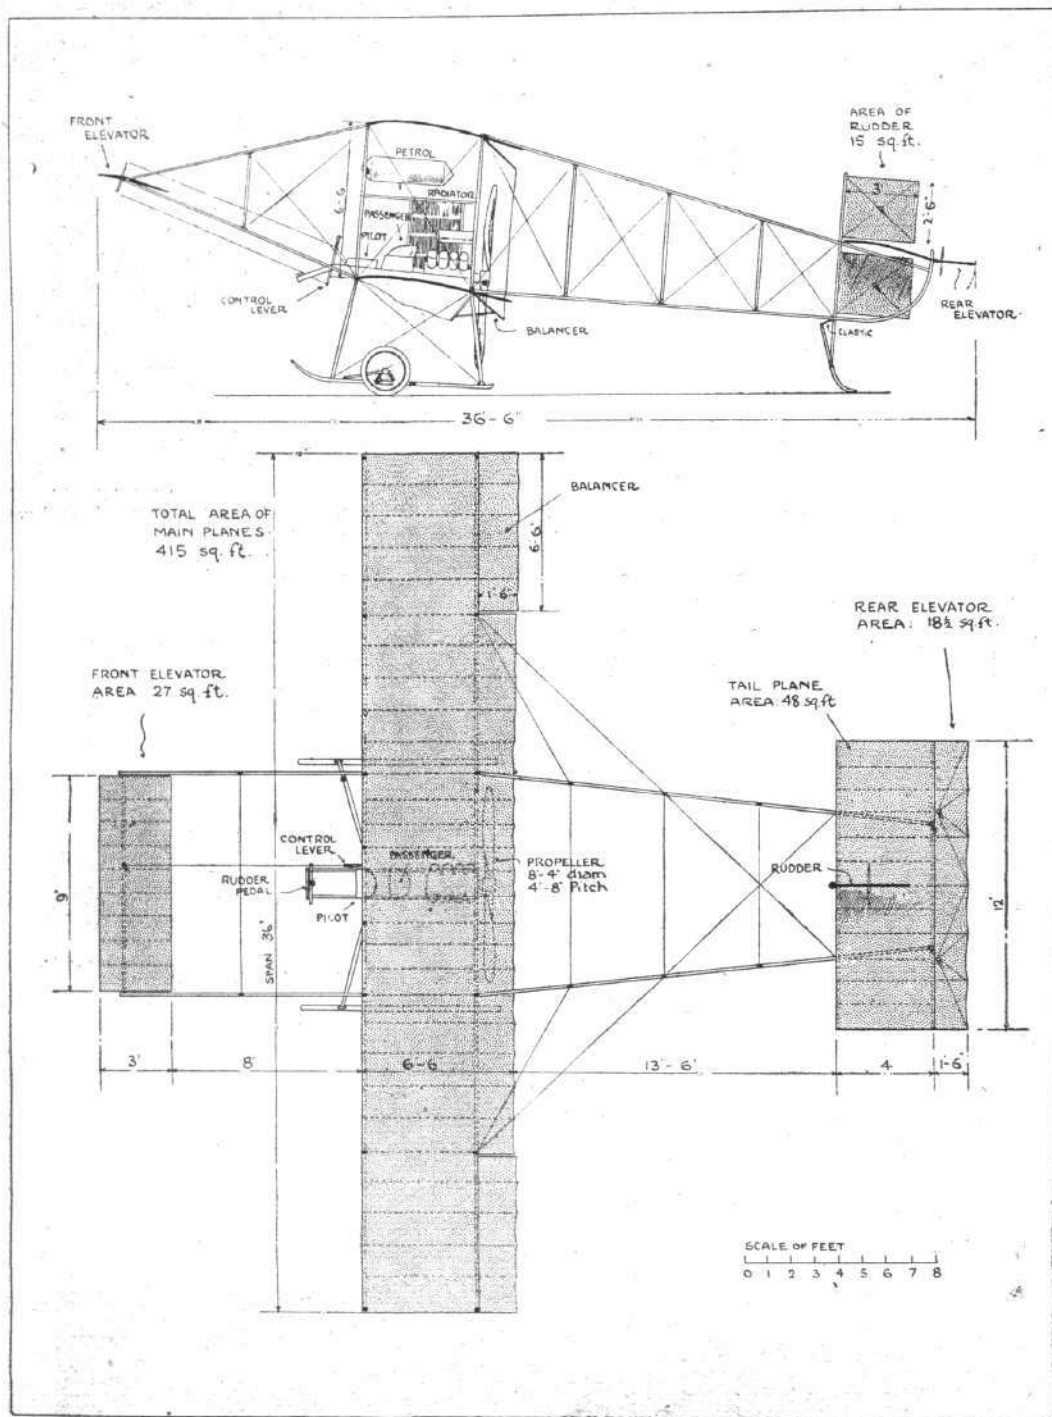 FRONT
ELEVATOR
AREA OF
RUDDER
15 sq.ft.
PETROL
RADIATOR
PASSENGER
PILOT
6-6
3
2'-6"
CONTROL
LEVER
BALANCER
ELASTIC
REAR
ELEVATOR
36'-6"
TOTAL AREA OF
MAIN PLANES
415 sq.ft.
BALANCER
6-6"
1'-6"
REAR ELEVATOR
AREA: 18½ sq.ft.
FRONT ELEVATOR
AREA 27 sq.ft.
TAIL PLANE
AREA: 48 sq.ft
CONTROL
LEVER
PASSENGER
RUDDER
PEDAL
PILOT
PROPELLER
8'-4" diam
4'-8" Pitch
RUDDER
9'
SPAN 36'
12'
3'
8'
6-6
13'-6"
4
1-6"
SCALE OF FEET
0 1 2 3 4 5 6 7 8